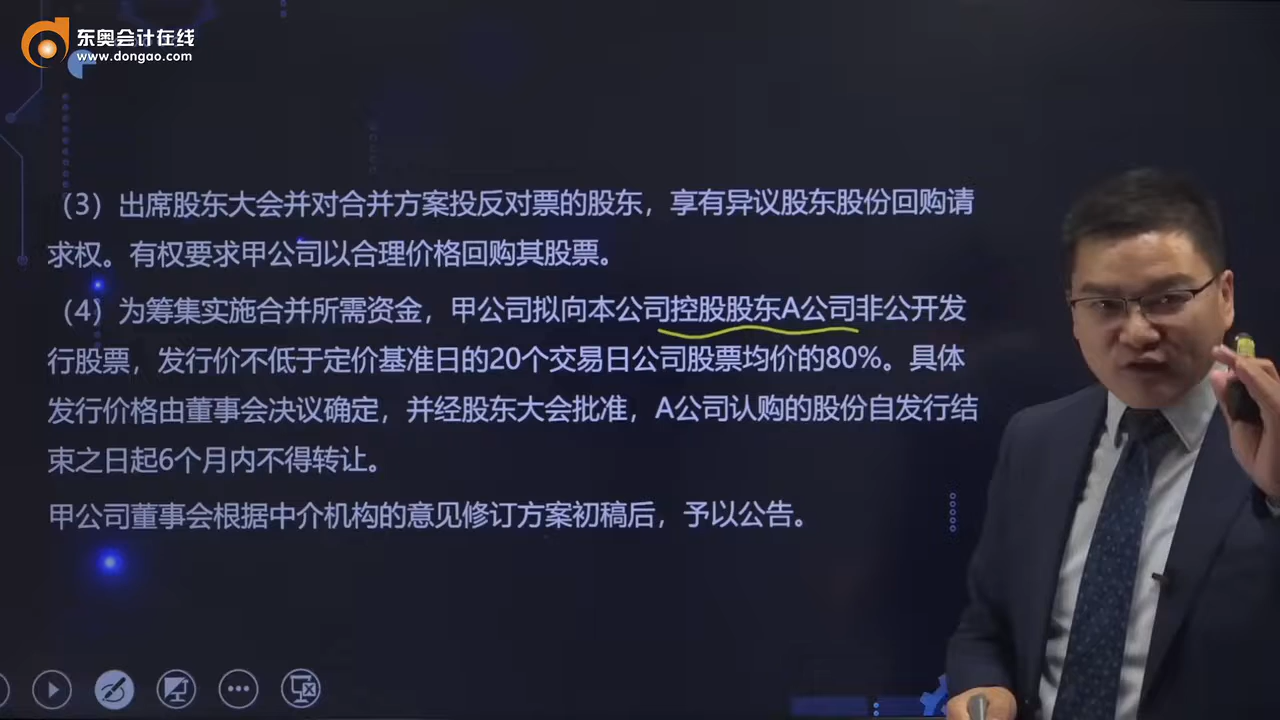 东奥会计在线
www.dongao.com
（3）出席股东大会并对合并方案投反对票的股东，享有异议股东股份回购请
求权。有权要求甲公司以合理价格回购其股票。
（4）为筹集实施合并所需资金，甲公司拟向本公司控股股东A公司非公开发
行股票，发行价不低于定价基准日的20个交易日公司股票均价的80%。具体
发行价格由董事会决议确定，并经股东大会批准，A公司认购的股份自发行结
束之日起6个月内不得转让。
甲公司董事会根据中介机构的意见修订方案初稿后，予以公告。